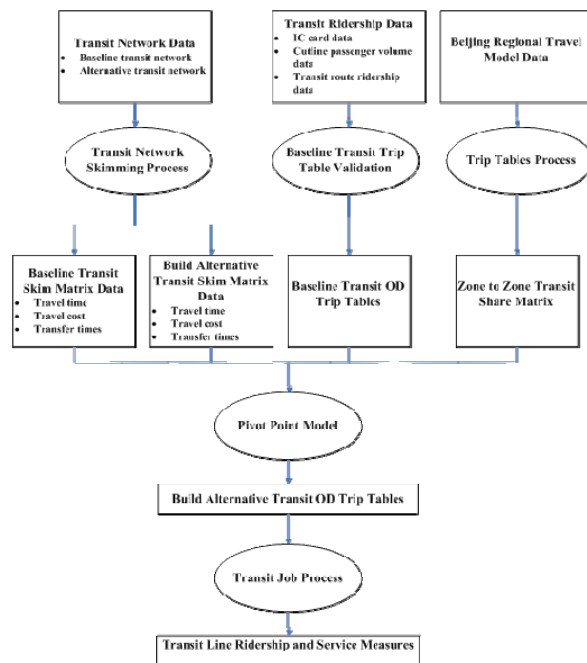 Transit Network Data
• Baseline transit network
• Alternative transit network
Transit Ridership Data
• IC card data
• Cutline passenger volume
data
• Transit route ridership
data
Beijing Regional Travel
Model Data
Transit Network
Skimming Process
Baseline Transit Trip
Table Validation
Trip Tables Process
Baseline Transit
Skim Matrix Data
• Travel time
• Travel cost
• Transfer times
Build Alternative
Transit Skim Matrix
Data
• Travel time
• Travel cost
• Transfer times
Baseline Transit OD
Trip Tables
Zone to Zone Transit
Share Matrix
Pivot Point Model
Build Alternative Transit OD Trip Tables
Transit Job Process
Transit Line Ridership and Service Measures